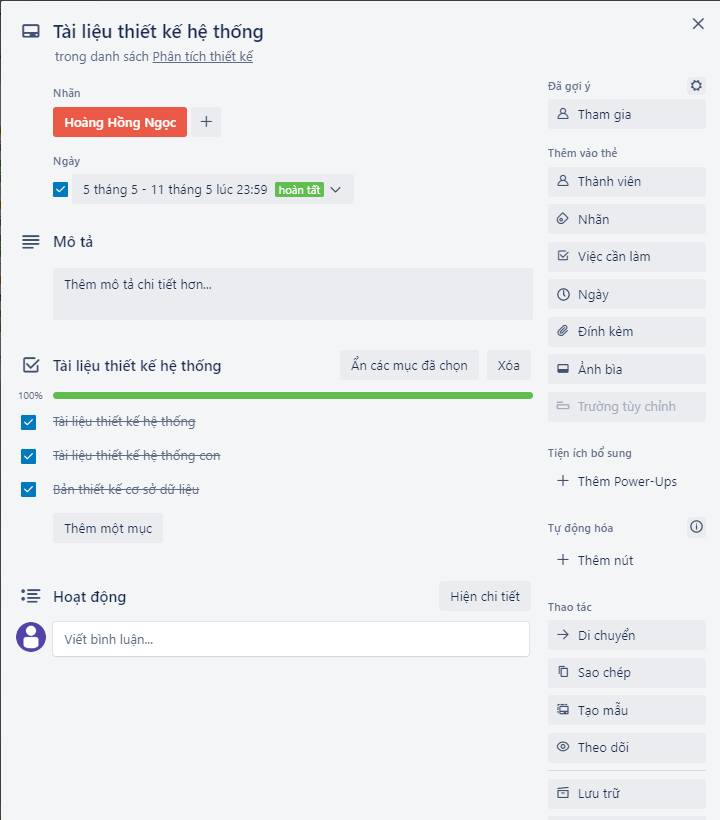 Tài liệu thiết kế hệ thống
trong danh sách Phân tích thiết kế
Nhãn
Hoàng Hồng Ngọc
Ngày
5 tháng 5 - 11 tháng 5 lúc 23:59 hoàn tất
Mô tả
Thêm mô tả chi tiết hơn...
Tài liệu thiết kế hệ thống
Ẩn các mục đã chọn
Xóa
100%
Tài liệu thiết kế hệ thống
Tài liệu thiết kế hệ thống con
Bản thiết kế cơ sở dữ liệu
Thêm một mục
Hoạt động
Hiện chi tiết
Viết bình luận...
Đã gợi ý
Tham gia
Thêm vào thẻ
Thành viên
Nhãn
Việc cần làm
Ngày
Đính kèm
Ảnh bìa
Trường tùy chỉnh
Tiện ích bổ sung
Thêm Power-Ups
Tự động hóa
Thêm nút
Thao tác
Di chuyển
Sao chép
Tạo mẫu
Theo dõi
Lưu trữ